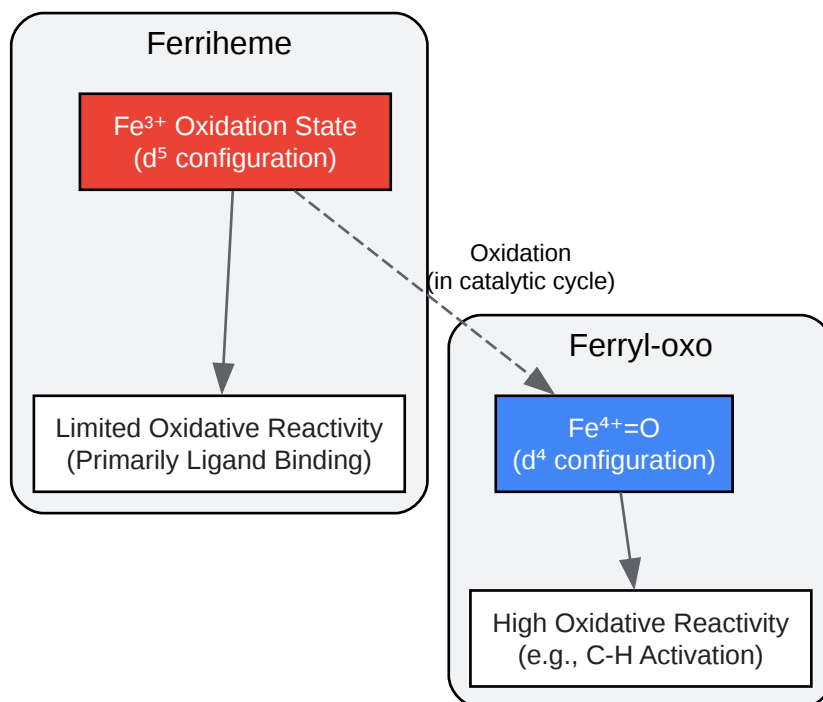 Ferriheme
Fe³⁺ Oxidation State
(d⁵ configuration)
Oxidation
(in catalytic cycle)
Limited Oxidative Reactivity
(Primarily Ligand Binding)
Ferryl-oxo
Fe⁴⁺=O
(d⁴ configuration)
High Oxidative Reactivity
(e.g., C-H Activation)